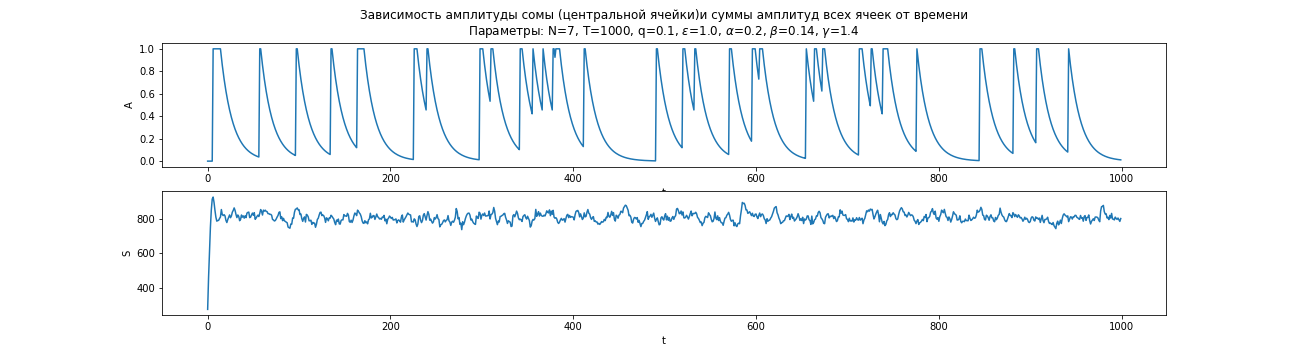 Зависимость амплитуды сомы (центральной ячейки)и суммы амплитуд всех ячеек от времени
Параметры: N=7, T=1000, q=0.1, ε=1.0, α=0.2, β=0.14, γ=1.4
1.0
0.8
0.6
0.4
0.2
0.0
A
0 200 400 600 800 1000
800
600
400
S
0 200 400 600 800 1000
t